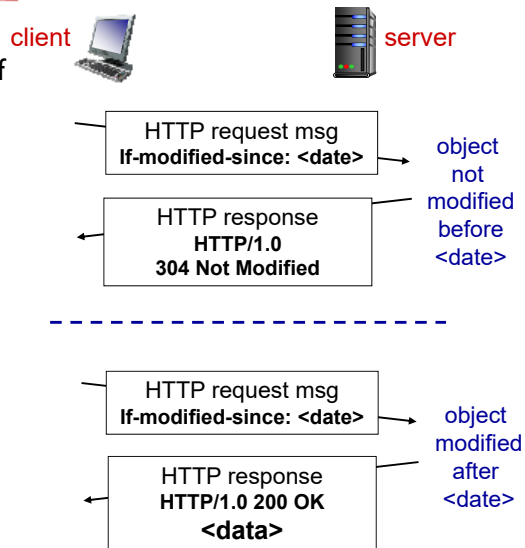 client
server
f
HTTP request msg
If-modified-since: <date>
object
not
modified
before
<date>
HTTP response
HTTP/1.0
304 Not Modified
HTTP request msg
If-modified-since: <date>
object
modified
after
<date>
HTTP response
HTTP/1.0 200 OK
<data>